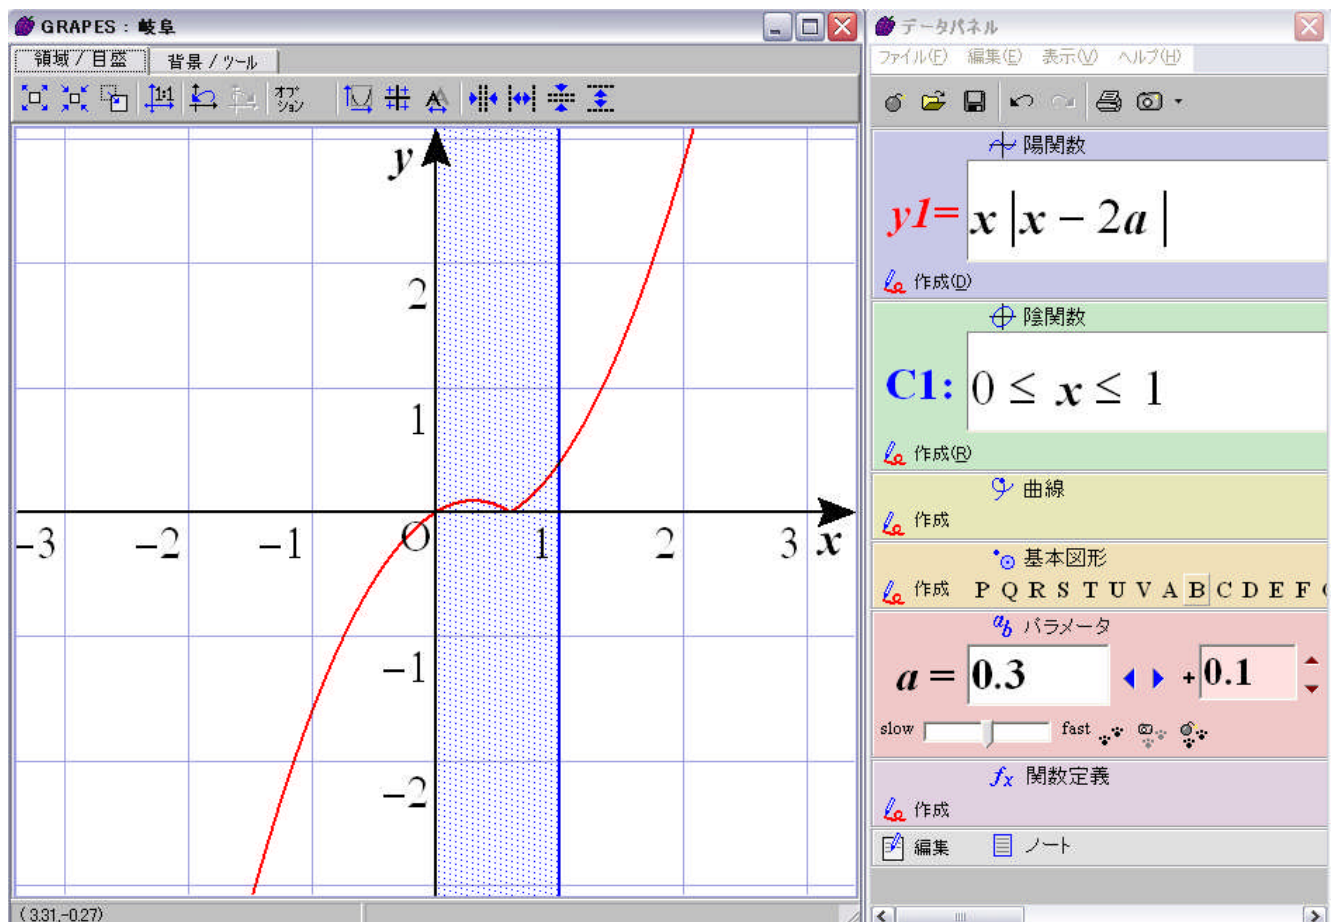 GRAPES : 岐阜
領域 / 目盛 背景 / ツール
1:1 オプション
y
2
1
-3 -2 -1 O 1 2 3 x
-1
-2
( 3.31,-0.27)
データパネル
ファイル(F) 編集(E) 表示(V) ヘルプ(H)
陽関数
y1= x |x - 2a |
作成(D)
陰関数
C1: 0 ≤ x ≤ 1
作成(R)
曲線
作成
基本図形
作成 P Q R S T U V A B C D E F
ab パラメータ
a = 0.3 +0.1
slow fast
fx 関数定義
作成
編集 ノート